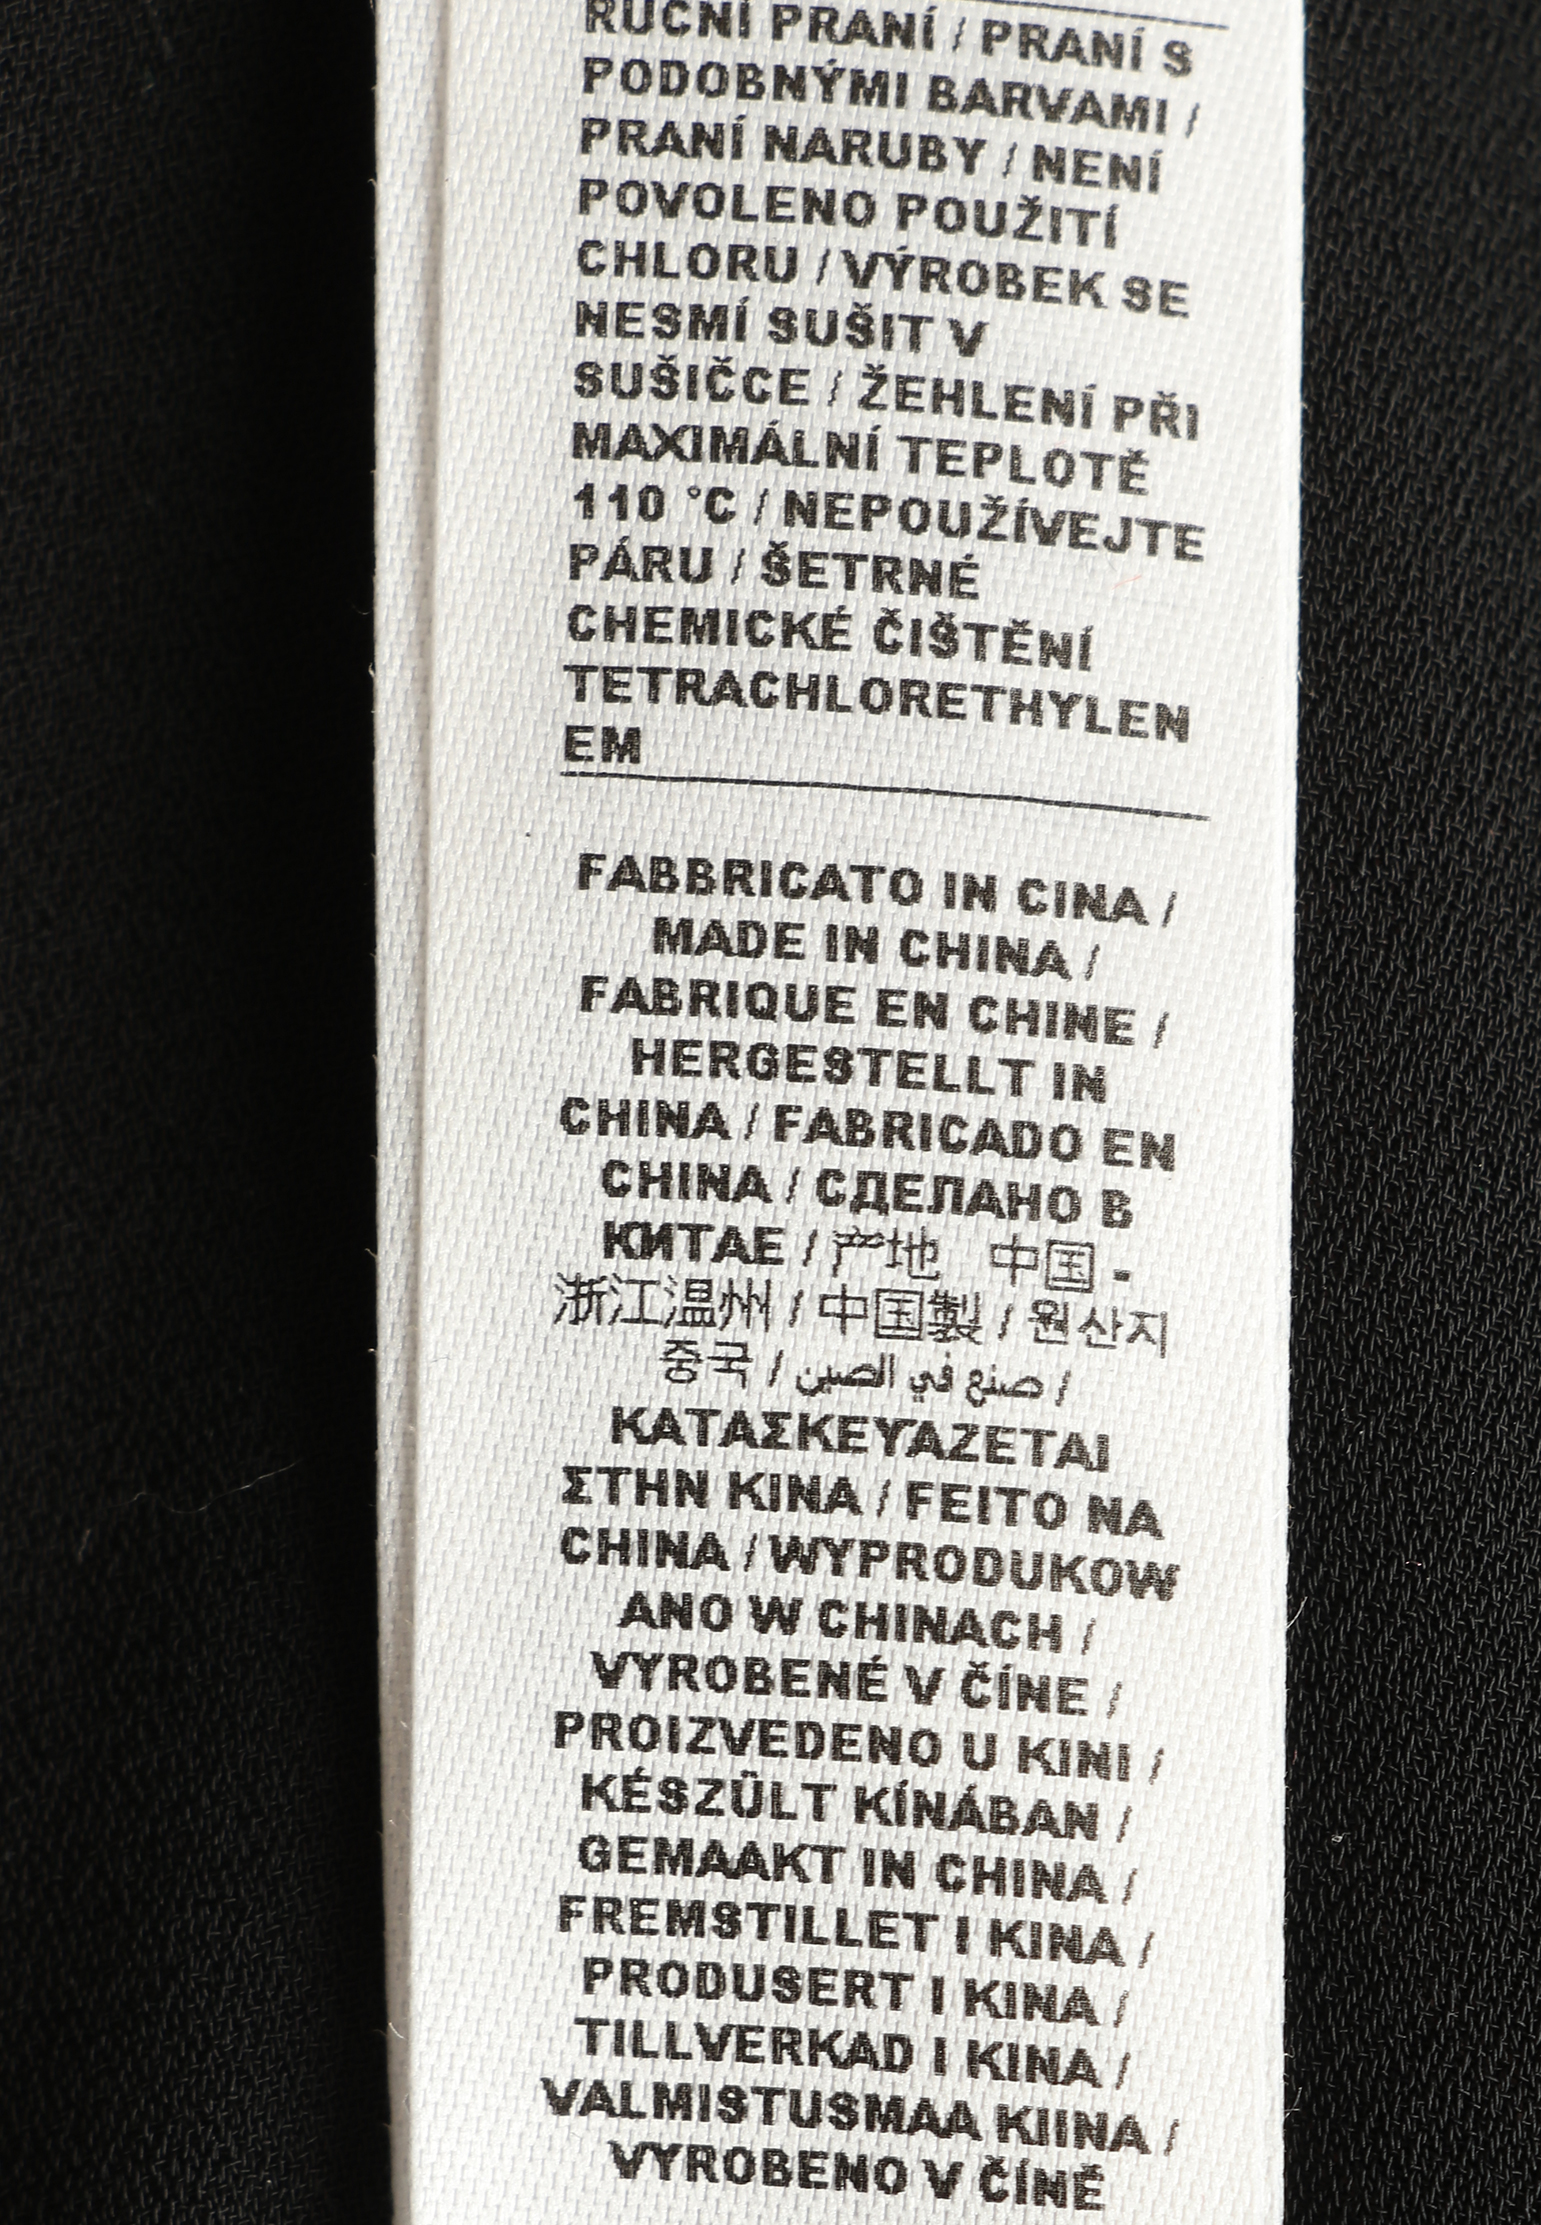 RUČNÍ PRANÍ / PRANÍ S
PODOBNÝMI BARVAMI /
PRANÍ NARUBY / NENÍ
POVOLENO POUŽITÍ
CHLORU / VÝROBEK SE
NESMÍ SUŠIT V
SUŠIČCE / ŽEHLENÍ PŘI
MAXIMÁLNÍ TEPLOTĚ
110 °C / NEPOUŽÍVEJTE
PÁRU / ŠETRNÉ
CHEMICKÉ ČIŠTĚNÍ
TETRACHLORETHYLEN
EM
FABBRICATO IN CINA /
MADE IN CHINA /
FABRIQUE EN CHINE /
HERGESTELLT IN
CHINA / FABRICADO EN
CHINA / СДЕЛАНО В
КИТАЕ / 产地 中国 -
浙江温州 / 中国製 / 원산지
중국 / صنع في الصين /
ΚΑΤΑΣΚΕΥΑΖΕΤΑΙ
ΣΤΗΝ ΚΙΝΑ / FEITO NA
CHINA / WYPRODUKOW
ANO W CHINACH /
VYROBENÉ V ČÍNE /
PROIZVEDENO U KINI /
KÉSZÜLT KÍNÁBAN /
GEMAAKT IN CHINA /
FREMSTILLET I KINA /
PRODUSERT I KINA /
TILLVERKAD I KINA /
VALMISTUSMAA KIINA /
VYROBENO V ČÍNĚ